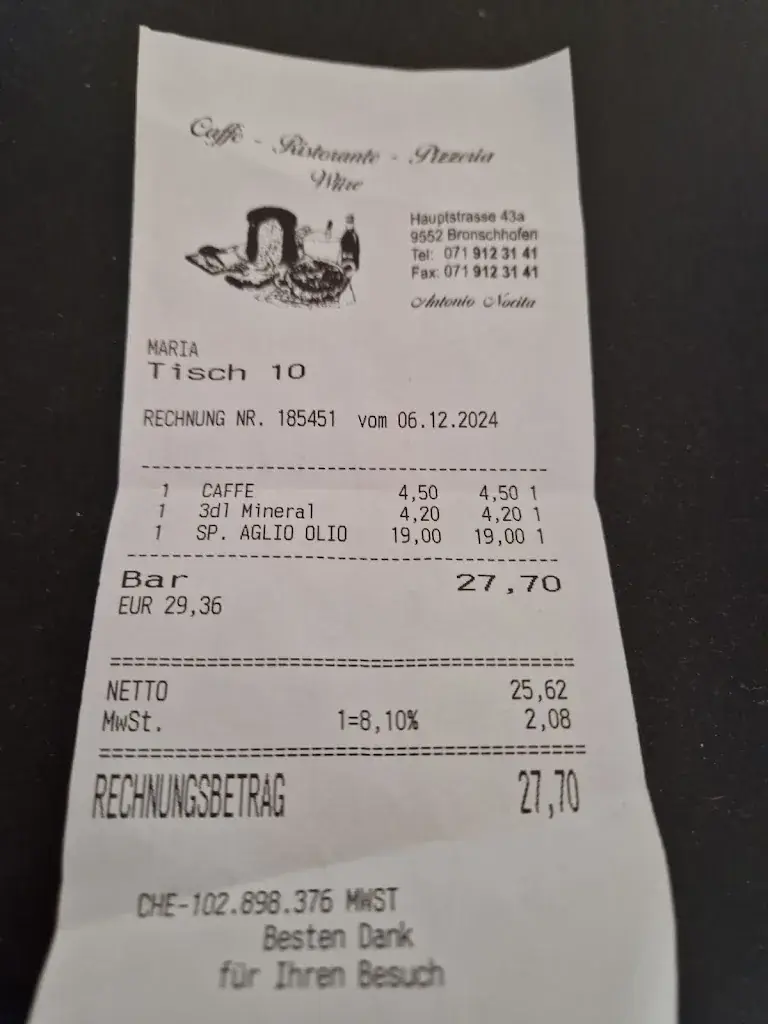 Caffè - Ristorante - Pizzeria
Würe
Hauptstrasse 43a
9552 Bronschhofen
Tel: 071 912 31 41
Fax: 071 912 31 41
Antonio Nocita
MARIA
Tisch 10
RECHNUNG NR. 185451 vom 06.12.2024
1 CAFFE 4,50 4,50 1
1 3dl Mineral 4,20 4,20 1
1 SP. AGLIO OLIO 19,00 19,00 1
Bar 27,70
EUR 29,36
NETTO 25,62
MwSt. 1=8,10% 2,08
RECHNUNGSBETRAG 27,70
CHE-102.898.376 MWST
Besten Dank
für Ihren Besuch